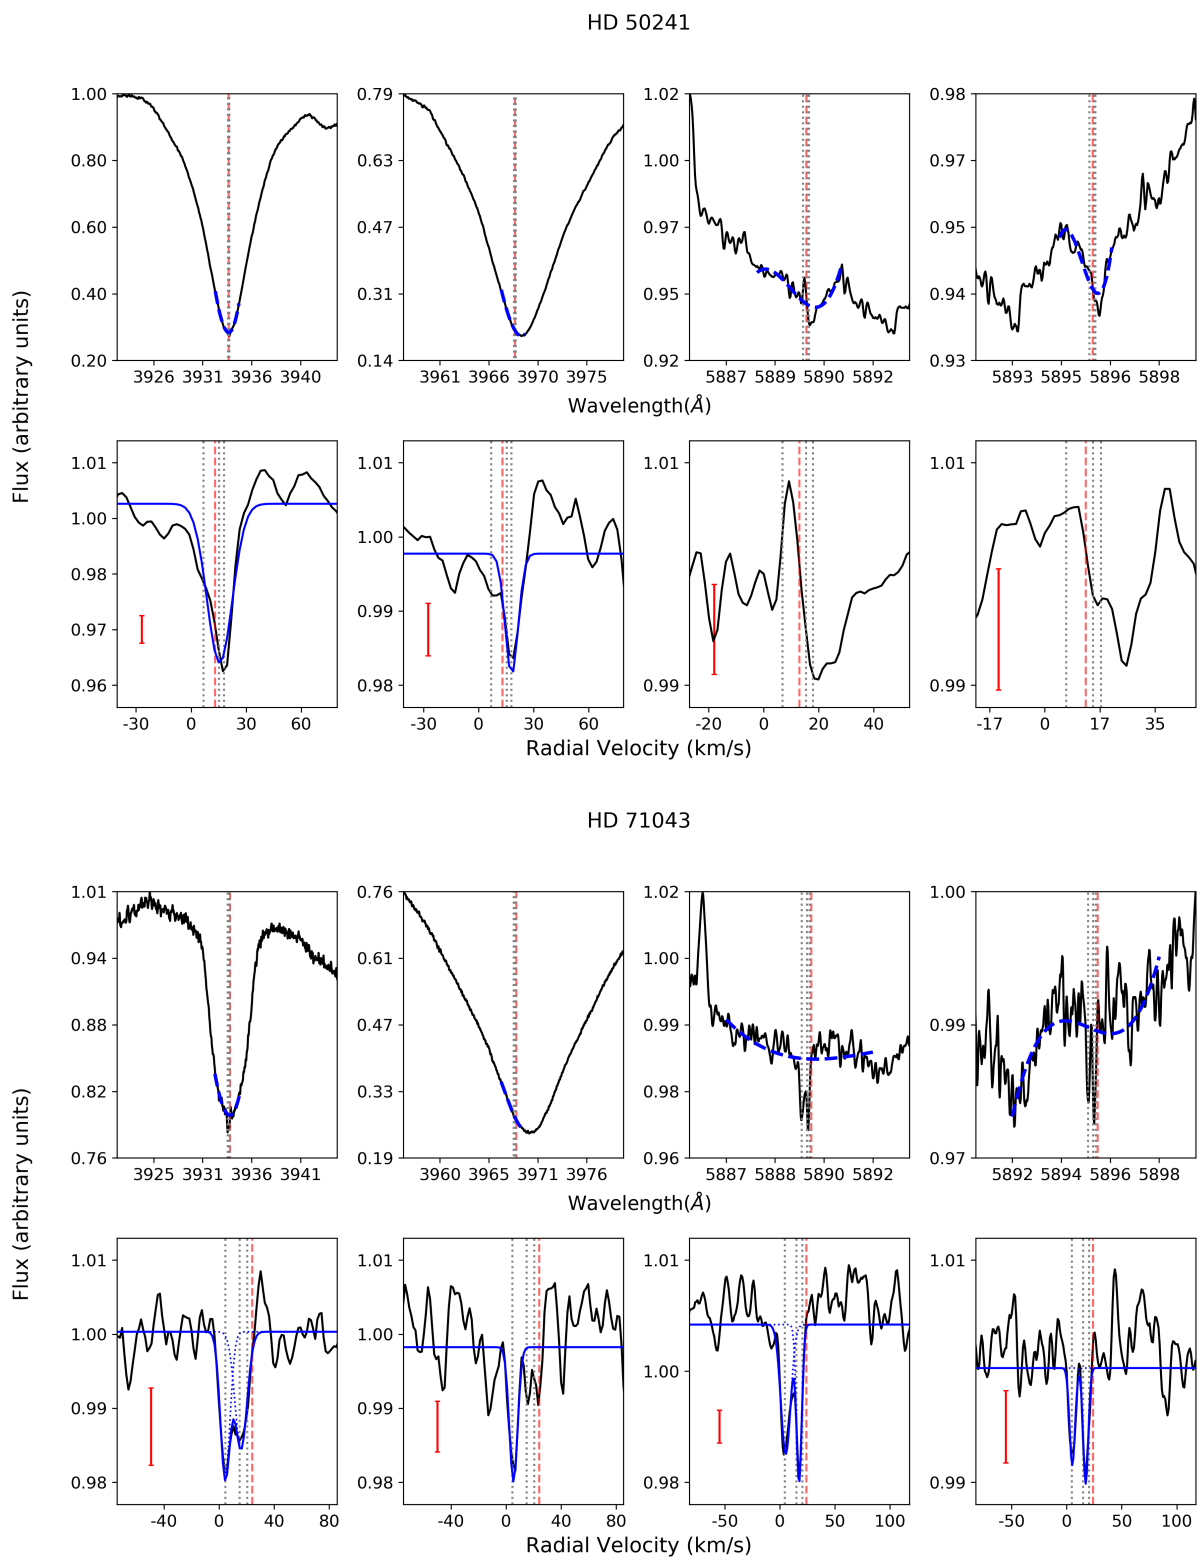 HD 50241
1.00 0.79 1.02 0.98
0.80 0.63 1.00 0.97
0.60 0.47 0.97 0.95
0.40 0.31 0.95 0.94
0.20 0.14 0.92 0.93
3926 3931 3936 3940 3961 3966 3970 3975 5887 5889 5890 5892 5893 5895 5896 5898
Wavelength(Å)
Flux (arbitrary units)
1.01 1.01 1.01 1.01
1.00 1.00
0.98 0.99
0.97
0.96 0.98 0.99 0.99
-30 0 30 60 -30 0 30 60 -20 0 20 40 -17 0 17 35
Radial Velocity (km/s)
HD 71043
1.01 0.76 1.02 1.00
0.94 0.61 1.00
0.88 0.47 0.99 0.99
0.82 0.33 0.98
0.76 0.19 0.96 0.97
3925 3931 3936 3941 3960 3965 3971 3976 5887 5889 5890 5892 5892 5894 5896 5898
Wavelength(Å)
Flux (arbitrary units)
1.01 1.01 1.01 1.01
1.00 1.00 1.00 1.00
0.99 0.99
0.98 0.98 0.98 0.99
-40 0 40 80 -40 0 40 80 -50 0 50 100 -50 0 50 100
Radial Velocity (km/s)